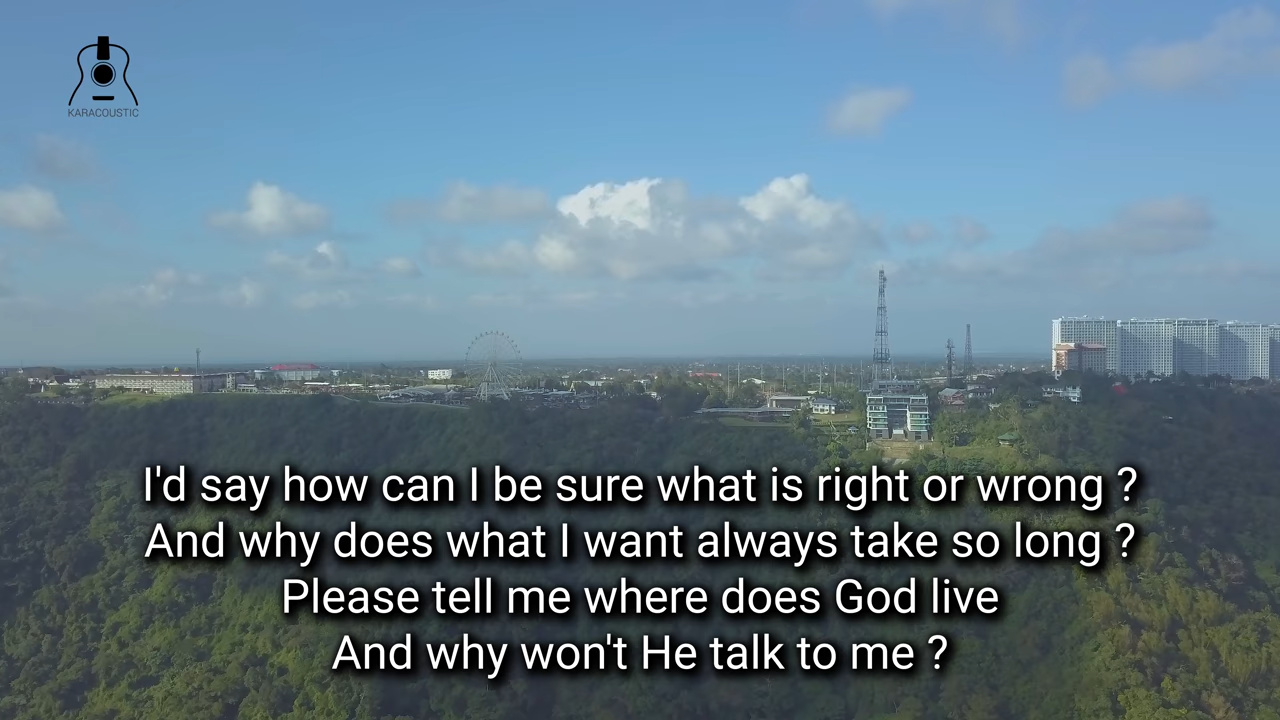 KARACOUSTIC
I'd say how can I be sure what is right or wrong ?
And why does what I want always take so long ?
Please tell me where does God live
And why won't He talk to me ?